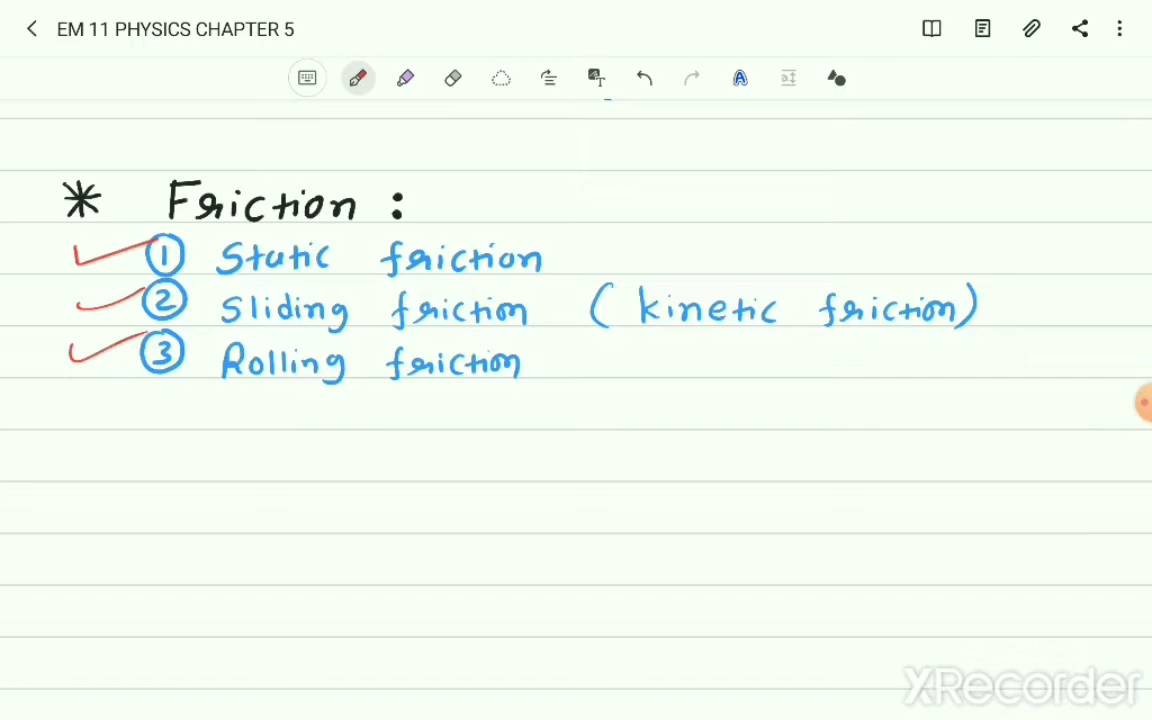 EM 11 PHYSICS CHAPTER 5
* Friction :
① Static friction
② Sliding friction (kinetic friction)
③ Rolling friction
XRecorder